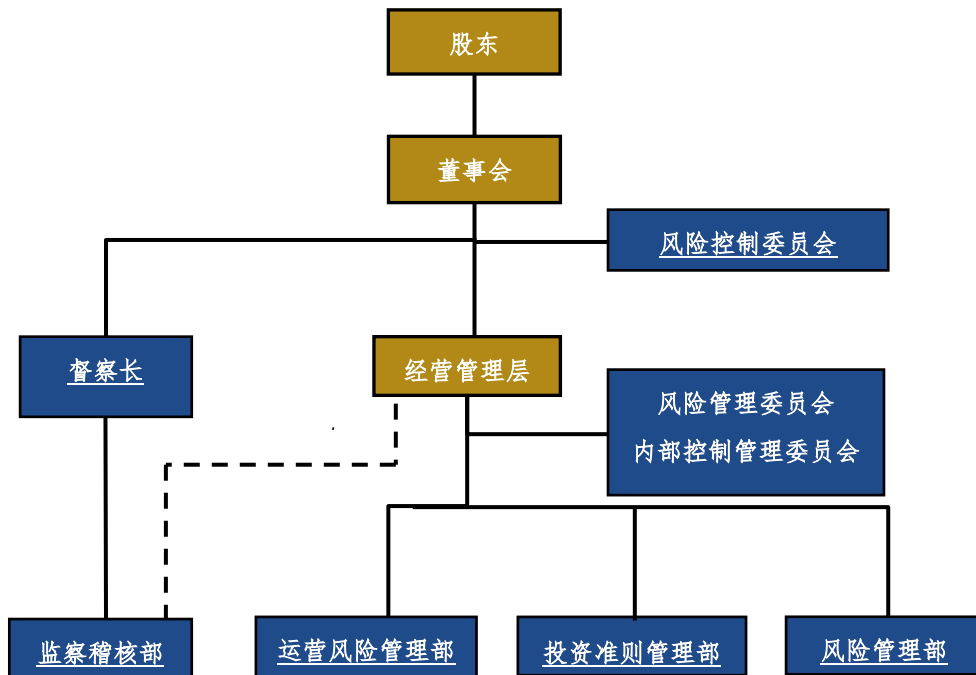 股东
董事会
风险控制委员会
督察长
经营管理层
风险管理委员会
内部控制管理委员会
监察稽核部
运营风险管理部
投资准则管理部
风险管理部